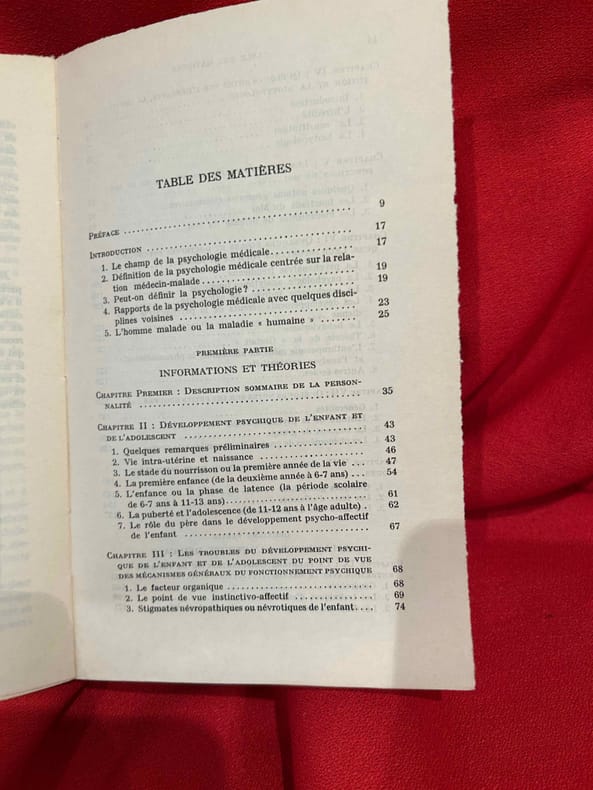 TABLE DES MATIÈRES
PRÉFACE .......... 9
INTRODUCTION .......... 17
1. Le champ de la psychologie médicale.......... 17
2. Définition de la psychologie médicale centrée sur la rela-
tion médecin-malade.......... 19
3. Peut-on définir la psychologie? .......... 19
4. Rapports de la psychologie médicale avec quelques disci-
plines voisines .......... 23
5. L'homme malade ou la maladie « humaine » .......... 25
PREMIÈRE PARTIE
INFORMATIONS ET THÉORIES
CHAPITRE PREMIER : DESCRIPTION SOMMAIRE DE LA PERSON-
NALITÉ .......... 35
CHAPITRE II : DÉVELOPPEMENT PSYCHIQUE DE L'ENFANT ET
DE L'ADOLESCENT .......... 43
1. Quelques remarques préliminaires .......... 43
2. Vie intra-utérine et naissance .......... 46
3. Le stade du nourrisson ou la première année de la vie ... 47
4. La première enfance (de la deuxième année à 6-7 ans) ... 54
5. L'enfance ou la phase de latence (la période scolaire
de 6-7 ans à 11-13 ans).......... 61
6. La puberté et l'adolescence (de 11-12 ans à l'âge adulte) . 62
7. Le rôle du père dans le développement psycho-affectif
de l'enfant .......... 67
CHAPITRE III : LES TROUBLES DU DÉVELOPPEMENT PSYCHI-
QUE DE L'ENFANT ET DE L'ADOLESCENT DU POINT DE VUE
DES MÉCANISMES GÉNÉRAUX DU FONCTIONNEMENT PSYCHIQUE 68
1. Le facteur organique .......... 68
2. Le point de vue instinctivo-affectif .......... 69
3. Stigmates névropathiques ou névrotiques de l'enfant.... 74